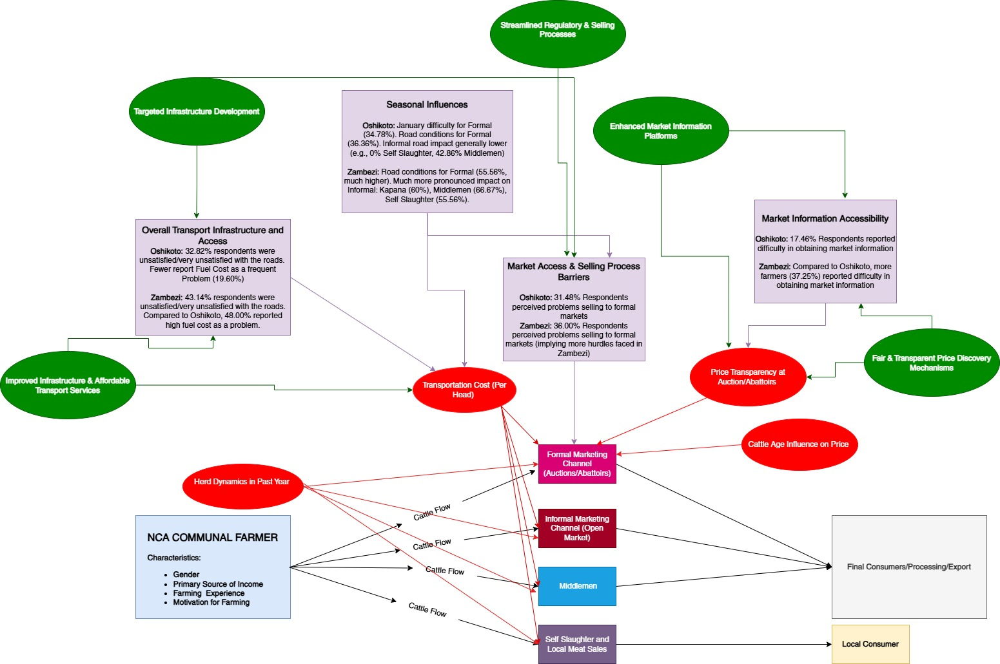 Streamlined Regulatory & Selling
Processes
Targeted Infrastructure Development
Seasonal Influences
Oshikoto: January difficulty for Formal
(34.78%). Road conditions for Formal
(36.36%). Informal road impact generally lower
(e.g., 0% Self Slaughter, 42.86% Middlemen)
Zambezi: Road conditions for Formal (55.56%,
much higher). Much more pronounced impact on
Informal: Kapana (60%), Middlemen (66.67%),
Self Slaughter (55.56%).
Enhanced Market Information
Platforms
Overall Transport Infrastructure and
Access
Oshikoto: 32.82% respondents were
unsatisfied/very unsatisfied with the roads.
Fewer report Fuel Cost as a frequent
Problem (19.60%)
Zambezi: 43.14% respondents were
unsatisfied/very unsatisfied with the roads.
Compared to Oshikoto, 48.00% reported
high fuel cost as a problem.
Market Access & Selling Process
Barriers
Oshikoto: 31.48% Respondents
perceived problems selling to formal
markets
Zambezi: 36.00% Respondents
perceived problems selling to formal
markets (implying more hurdles faced in
Zambezi)
Market Information Accessibility
Oshikoto: 17.46% Respondents reported
difficulty in obtaining market information
Zambezi: Compared to Oshikoto, more
farmers (37.25%) reported difficulty in
obtaining market information
Improved Infrastructure & Affordable
Transport Services
Transportation Cost (Per
Head)
Price Transparency at
Auction/Abattoirs
Fair & Transparent Price Discovery
Mechanisms
Cattle Age Influence on Price
Herd Dynamics in Past Year
Formal Marketing
Channel
(Auctions/Abattoirs)
Cattle Flow
Cattle Flow
Cattle Flow
Cattle Flow
NCA COMMUNAL FARMER
Characteristics:
• Gender
• Primary Source of Income
• Farming Experience
• Motivation for Farming
Informal Marketing
Channel (Open
Market)
Middlemen
Self Slaughter and
Local Meat Sales
Final Consumers/Processing/Export
Local Consumer